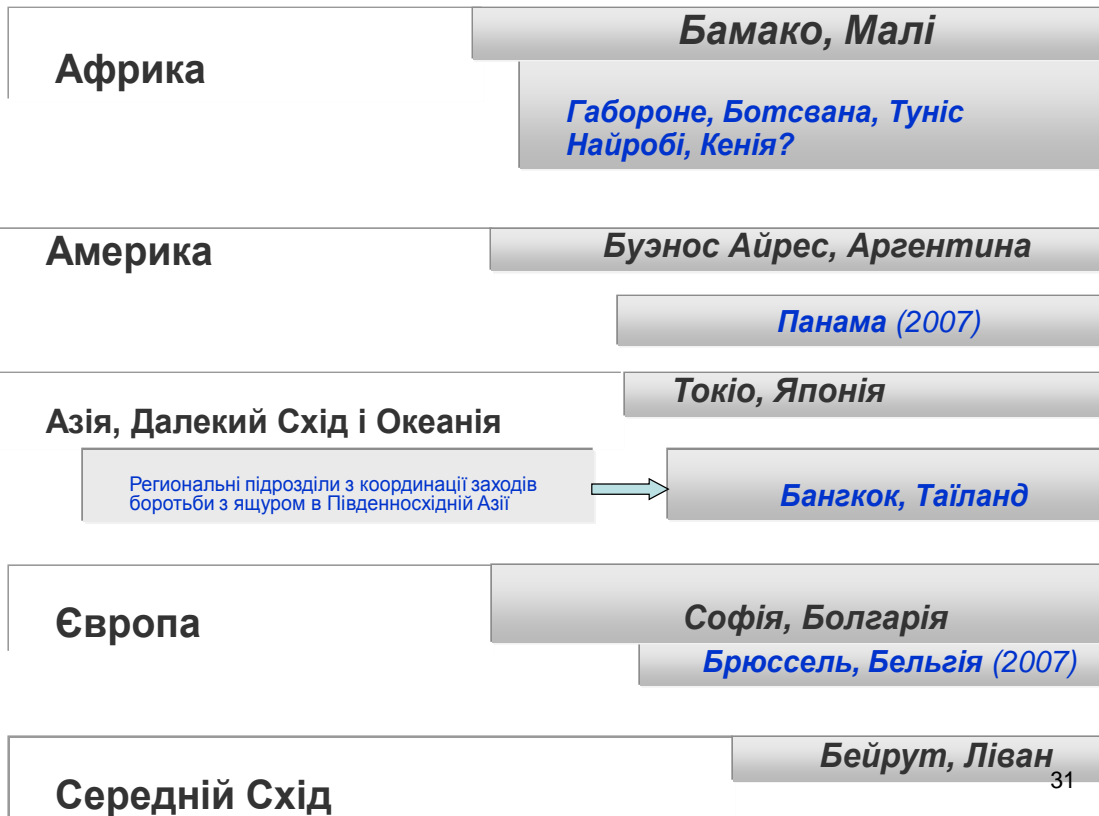 Африка
Бамако, Малі
Габороне, Ботсвана, Туніс
Найробі, Кенія?
Америка
Буэнос Айрес, Аргентина
Панама (2007)
Азія, Далекий Схід і Океанія
Токіо, Японія
Региональні підрозділи з координації заходів
боротьби з ящуром в Південносхідній Азії
Бангкок, Таїланд
Європа
Софія, Болгарія
Брюссель, Бельгія (2007)
Середній Схід
Бейрут, Ліван
31